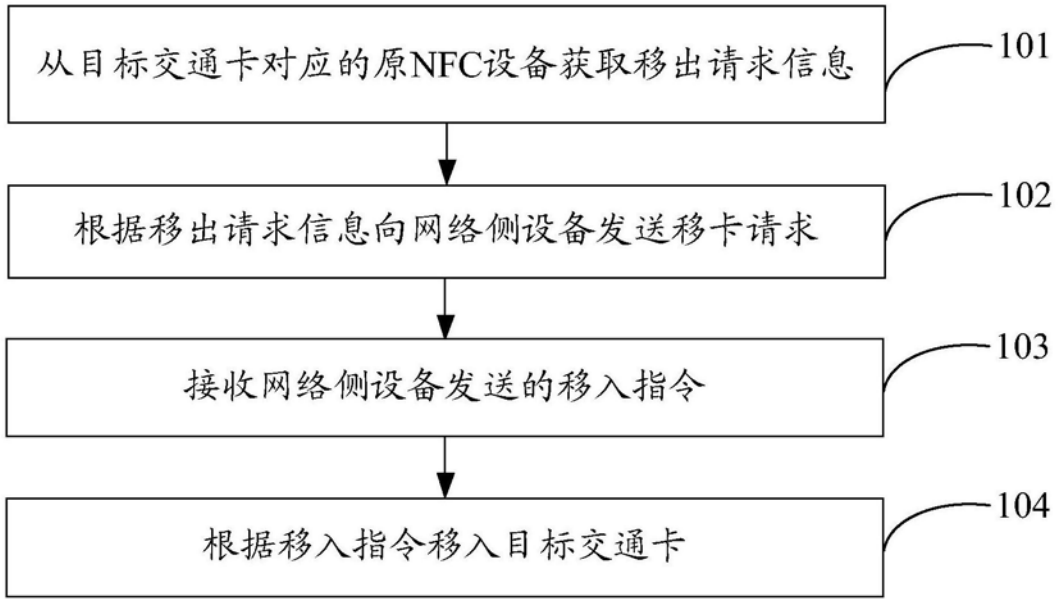 从目标交通卡对应的原NFC设备获取移出请求信息
101
根据移出请求信息向网络侧设备发送移卡请求
102
接收网络侧设备发送的移入指令
103
根据移入指令移入目标交通卡
104